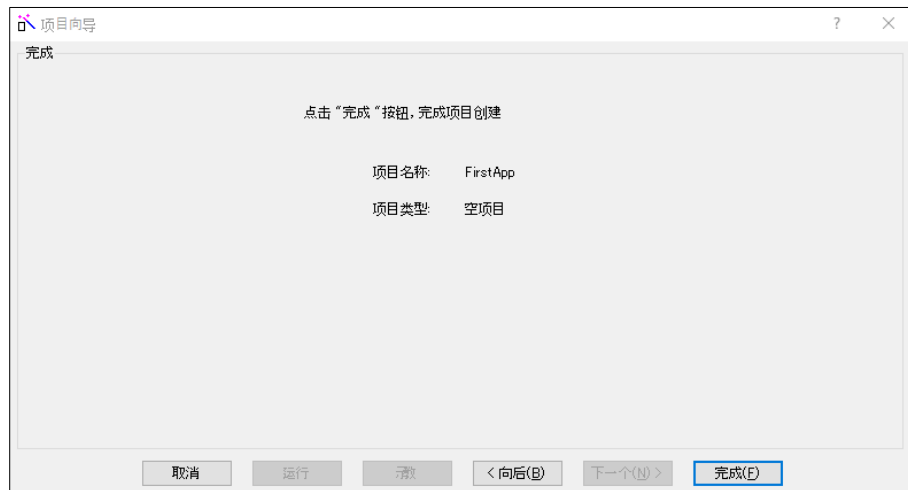 项目向导
?
完成
点击"完成"按钮,完成项目创建
项目名称: FirstApp
项目类型: 空项目
取消 运行 <向后(B) 下一个(N)> 完成(F)